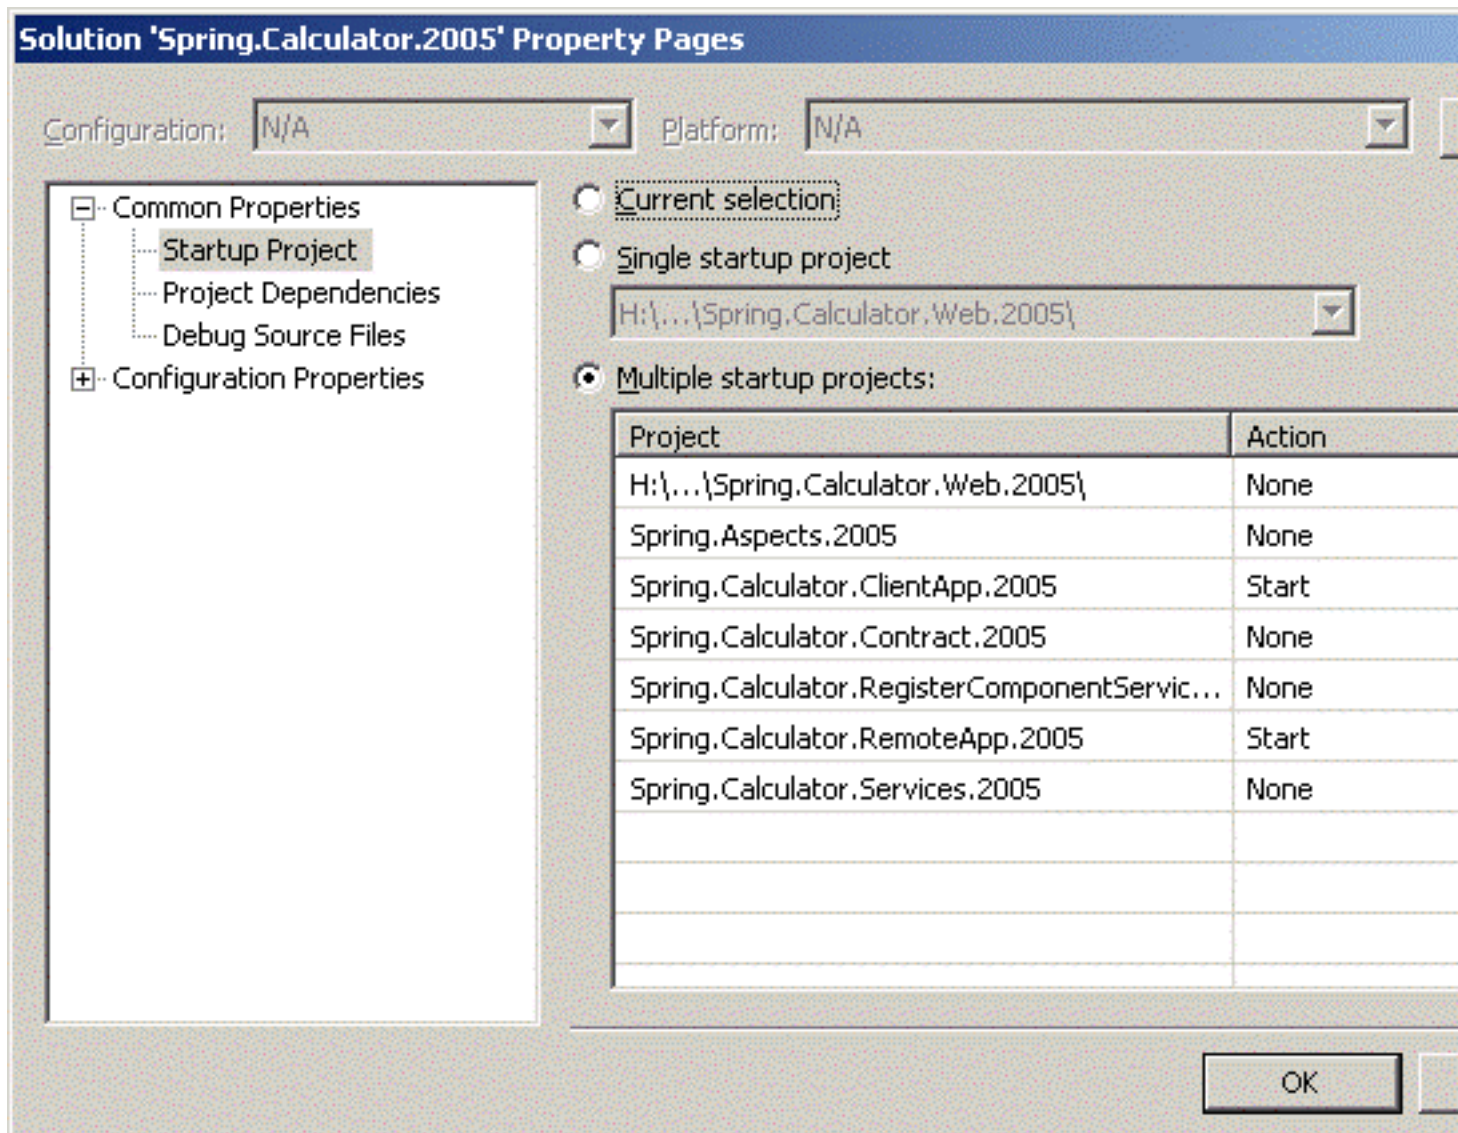 Solution 'Spring.Calculator.2005' Property Pages
Configuration: N/A Platform: N/A
Common Properties
Startup Project
Project Dependencies
Debug Source Files
Configuration Properties
Current selection
Single startup project
H:\...\Spring.Calculator.Web.2005\
Multiple startup projects:
Project Action
H:\...\Spring.Calculator.Web.2005\ None
Spring.Aspects.2005 None
Spring.Calculator.ClientApp.2005 Start
Spring.Calculator.Contract.2005 None
Spring.Calculator.RegisterComponentServic... None
Spring.Calculator.RemoteApp.2005 Start
Spring.Calculator.Services.2005 None
OK